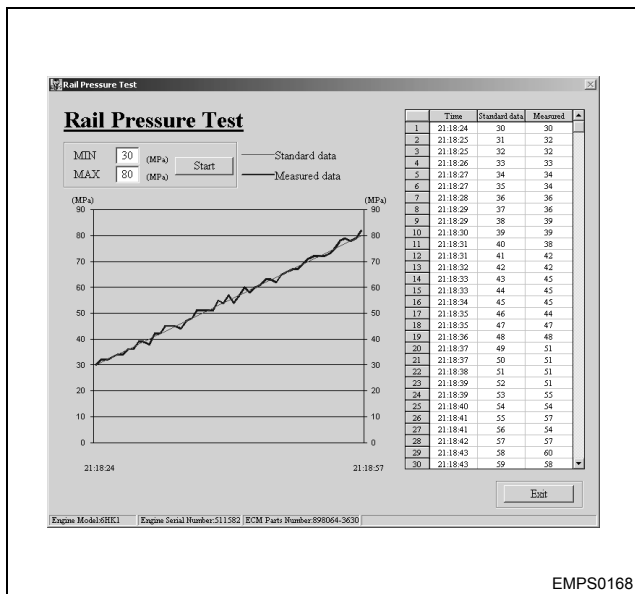 Rail Pressure Test
Rail Pressure Test
MIN 30 (MPa)
MAX 80 (MPa)
Start
Standard data
Measured data
(MPa) (MPa)
90 90
80 80
70 70
60 60
50 50
40 40
30 30
20 20
10 10
0 0
21:18:24 21:18:57
Time Standard data Measured
1 21:18:24 30 30
2 21:18:25 31 32
3 21:18:25 32 32
4 21:18:26 33 33
5 21:18:27 34 34
6 21:18:27 35 34
7 21:18:28 36 36
8 21:18:29 37 36
9 21:18:29 38 39
10 21:18:30 39 39
11 21:18:31 40 38
12 21:18:31 41 42
13 21:18:32 42 42
14 21:18:33 43 45
15 21:18:33 44 45
16 21:18:34 45 45
17 21:18:35 46 44
18 21:18:35 47 47
19 21:18:36 48 48
20 21:18:37 49 51
21 21:18:37 50 51
22 21:18:38 51 51
23 21:18:39 52 51
24 21:18:39 53 55
25 21:18:40 54 54
26 21:18:41 55 57
27 21:18:41 56 54
28 21:18:42 57 57
29 21:18:43 58 60
30 21:18:43 59 58
Exit
Engine Model:6HK1 Engine Serial Number:511582 ECM Parts Number:898064-3630
EMPS0168